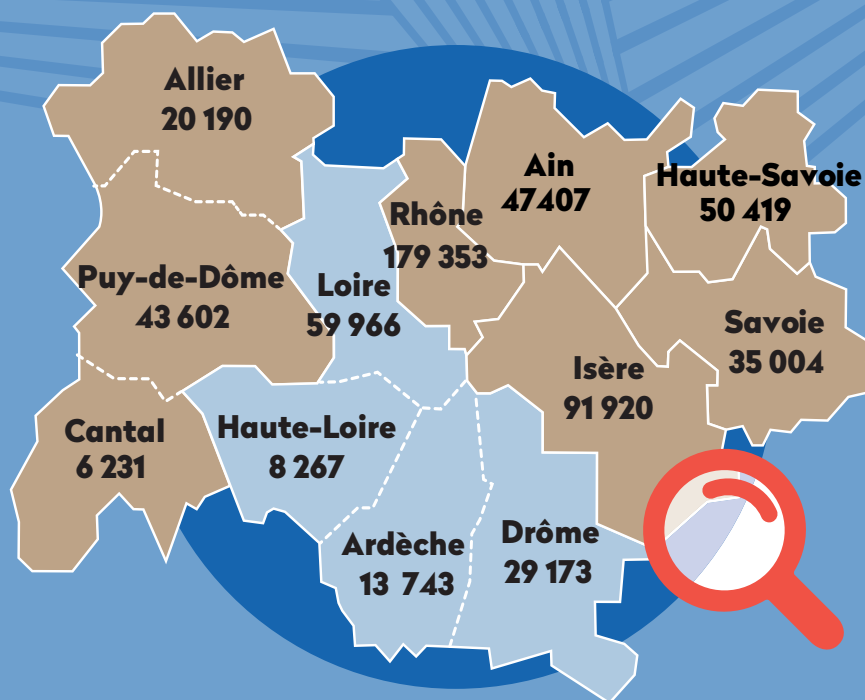 Allier
20 190
Ain
47407
Haute-Savoie
50 419
Rhône
179 353
Puy-de-Dôme
43 602
Loire
59 966
Savoie
35 004
Isère
91 920
Cantal
6 231
Haute-Loire
8 267
Ardèche
13 743
Drôme
29 173